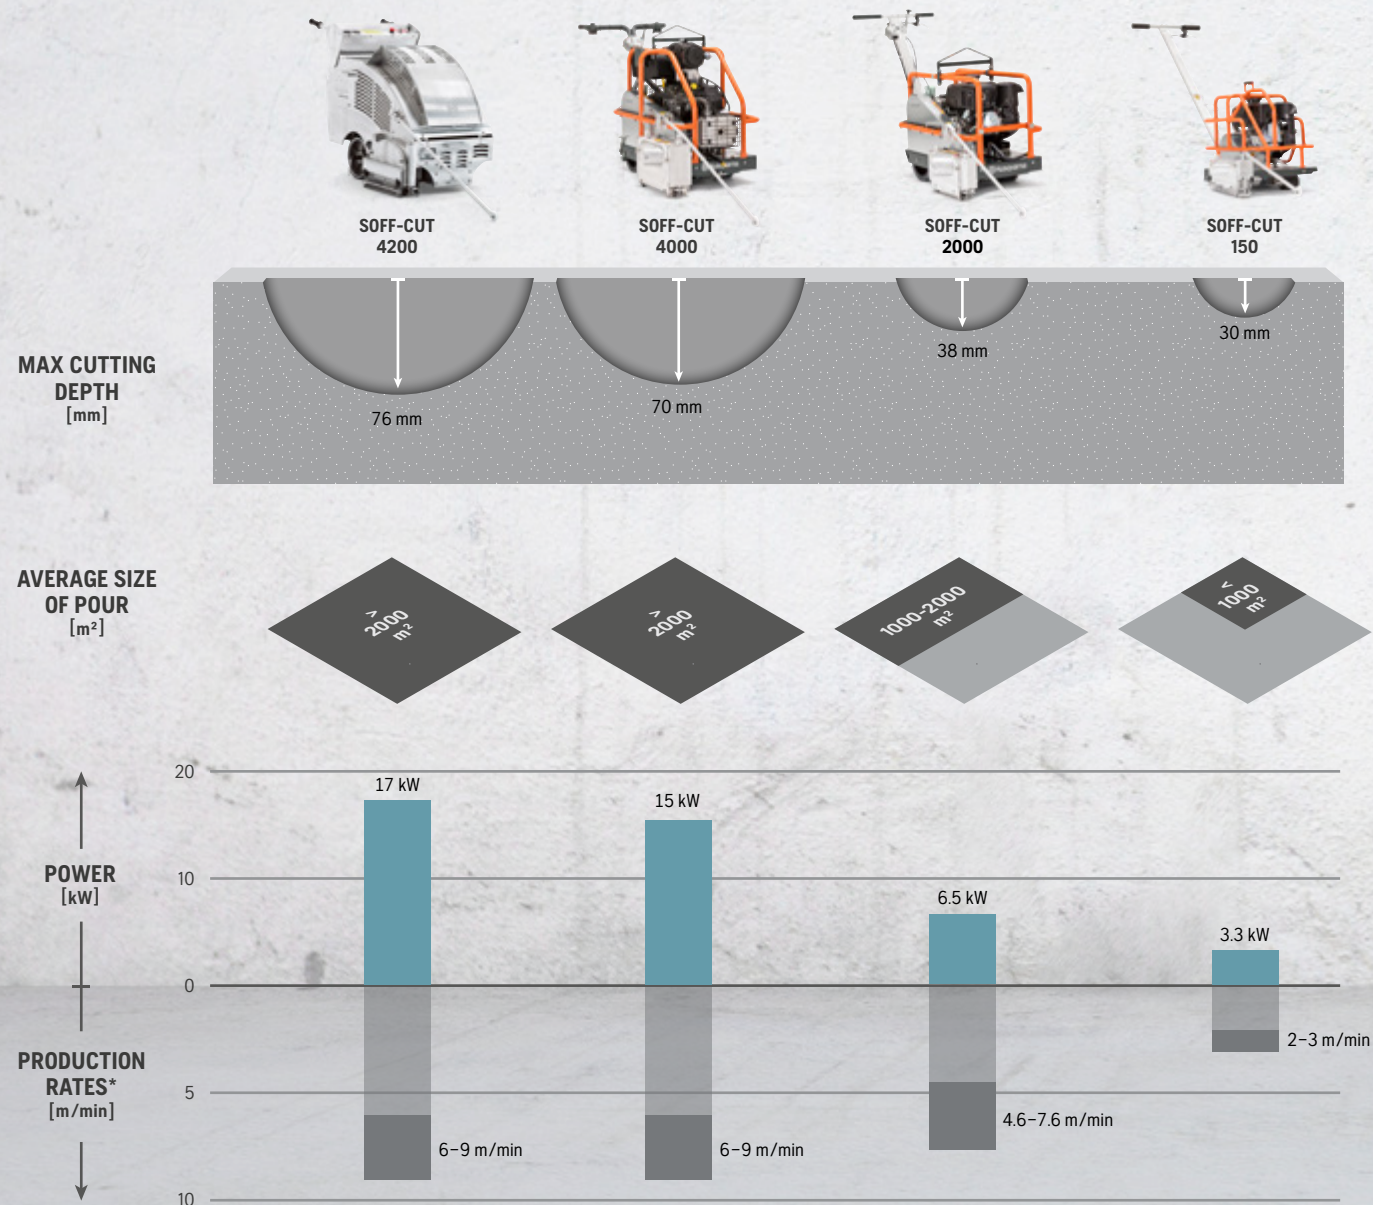 SOFF-CUT
4200
SOFF-CUT
4000
SOFF-CUT
2000
SOFF-CUT
150
MAX CUTTING
DEPTH
[mm]
76 mm
70 mm
38 mm
30 mm
AVERAGE SIZE
OF POUR
[m²]
>
2000
m²
>
2000
m²
1000-2000
m²
<
1000
m²
20
10
0
5
10
POWER
[kW]
17 kW
15 kW
6.5 kW
3.3 kW
PRODUCTION
RATES*
[m/min]
6–9 m/min
6–9 m/min
4.6–7.6 m/min
2–3 m/min